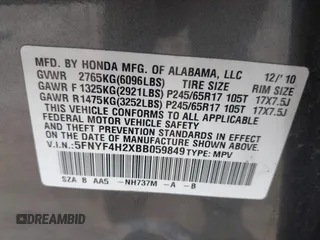 MFD. BY HONDA MFG. OF ALABAMA, LLC 12/'10
GVWR 2765KG(6096LBS) TIRE SIZE RIM SIZE
GAWR F 1325KG(2921LBS) P245/65R17 105T 17X7.5J
GAWR R 1475KG(3252LBS) P245/65R17 105T 17X7.5J
THIS VEHICLE CONFORMS TO ALL APPLICABLE
FEDERAL MOTOR VEHICLE SAFETY STANDARDS IN
EFFECT ON THE DATE OF MANUFACTURE SHOWN ABOVE.
V.I.N.: 5FNYF4H2XBB059849 TYPE: MPV
SZA B AA5 -NH737M -A -B
DREAMBID